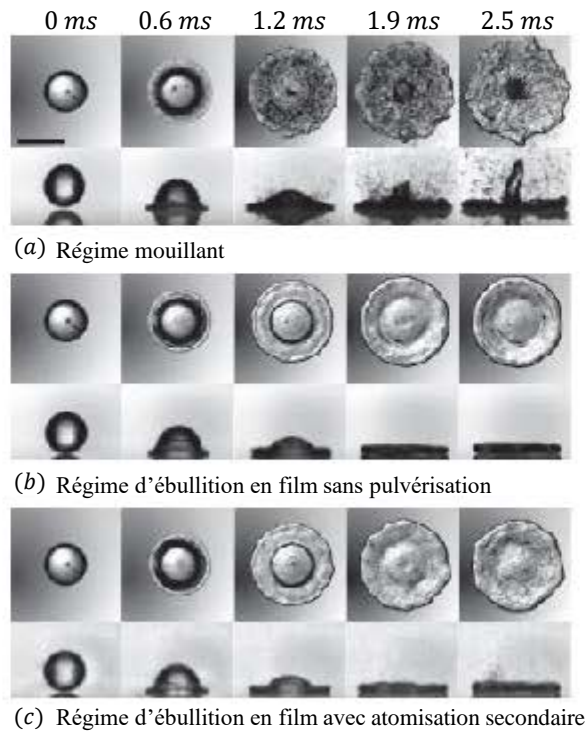 0 ms 0.6 ms 1.2 ms 1.9 ms 2.5 ms
(a) Régime mouillant
(b) Régime d'ébullition en film sans pulvérisation
(c) Régime d'ébullition en film avec atomisation secondaire